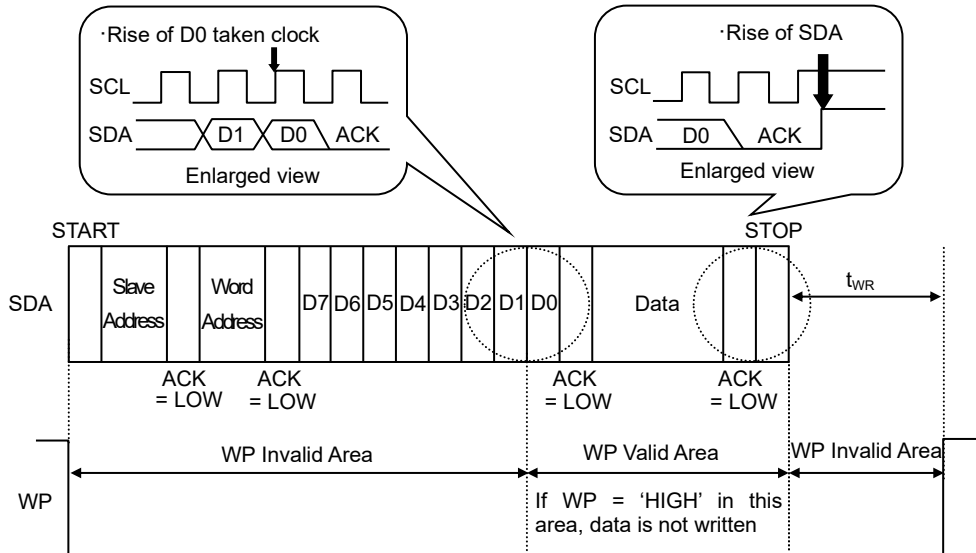 ·Rise of D0 taken clock
SCL
SDA
D1
D0
ACK
Enlarged view
·Rise of SDA
SCL
SDA
D0
ACK
Enlarged view
START
STOP
SDA
Slave
Address
Word
Address
D7
D6
D5
D4
D3
D2
D1
D0
Data
tWR
ACK
= LOW
ACK
= LOW
ACK
= LOW
ACK
= LOW
WP
WP Invalid Area
WP Valid Area
WP Invalid Area
If WP = ‘HIGH’ in this
area, data is not written